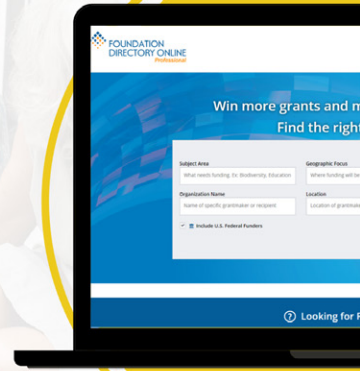 FOUNDATION
DIRECTORY ONLINE
Professional
Win more grants and m
Find the right
Subject Area
Geographic Focus
What needs funding, Ex: Biodiversity, Education
Where funding will be
Organization Name
Location
Name of specific grantmaker or recipient
Location of grantmake
Include U.S. Federal Funders
Looking for F